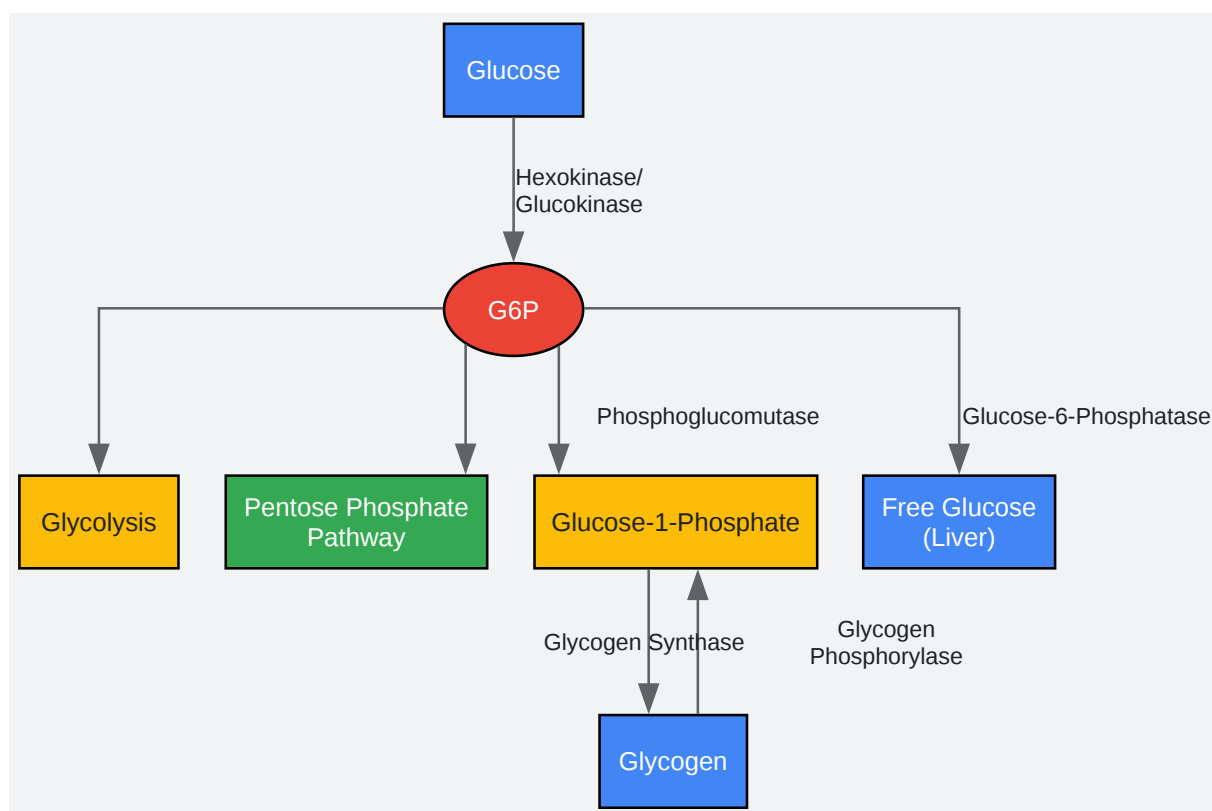 Glucose
Hexokinase/
Glucokinase
G6P
Phosphoglucomutase
Glucose-6-Phosphatase
Glycolysis
Pentose Phosphate
Pathway
Glucose-1-Phosphate
Free Glucose
(Liver)
Glycogen Synthase
Glycogen
Phosphorylase
Glycogen